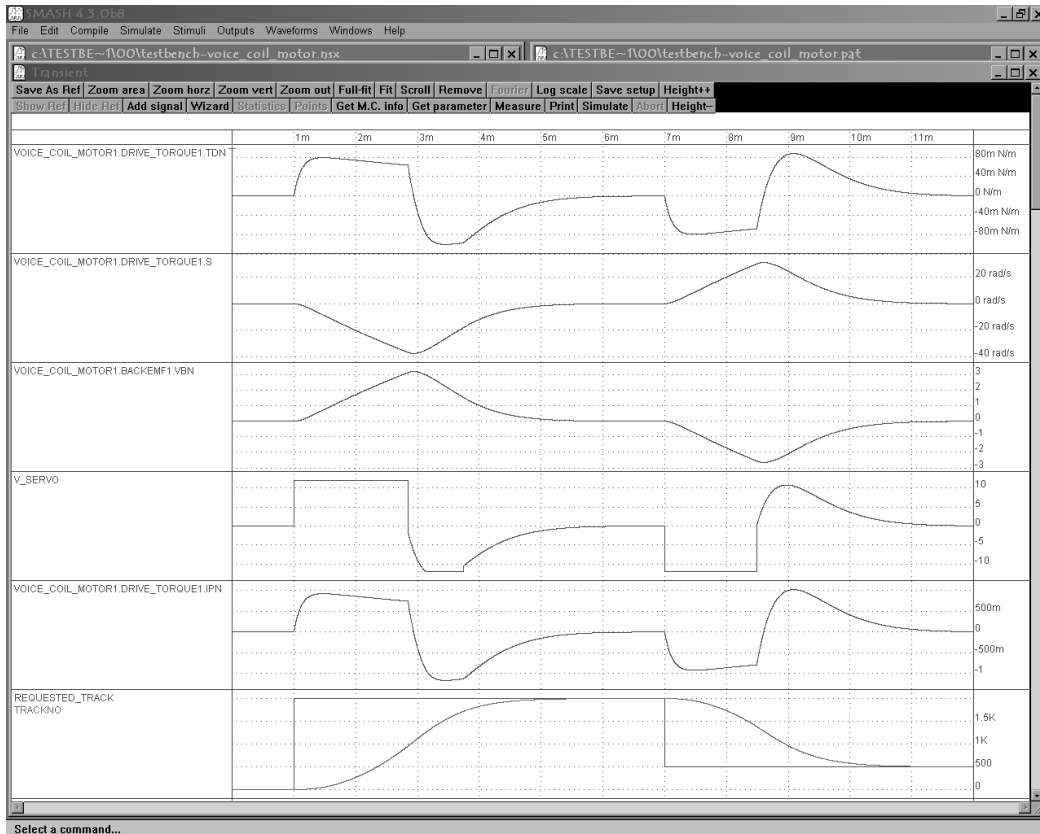 SMASH 4.3.0b8
File Edit Compile Simulate Stimuli Outputs Waveforms Windows Help
c:\TESTBE~1\OO\testbench-voice_coil_motor.nsx
c:\TESTBE~1\OO\testbench-voice_coil_motor.pat
Transient
Save As Ref Zoom area Zoom horz Zoom vert Zoom out Full-fit Fit Scroll Remove Fourier Log scale Save setup Height++
Show Ref Hide Ref Add signal Wizard Statistics Points Get M.C. info Get parameter Measure Print Simulate Abort Height-
1m 2m 3m 4m 5m 6m 7m 8m 9m 10m 11m
VOICE_COIL_MOTOR1.DRIVE_TORQUE1.TDN
80m N/m
40m N/m
0 N/m
-40m N/m
-80m N/m
VOICE_COIL_MOTOR1.DRIVE_TORQUE1.S
20 rad/s
0 rad/s
-20 rad/s
-40 rad/s
VOICE_COIL_MOTOR1.BACKEMF1.VBN
3
2
1
0
-1
-2
-3
V_SERVO
10
5
0
-5
-10
VOICE_COIL_MOTOR1.DRIVE_TORQUE1.IPN
500m
0
-500m
-1
REQUESTED_TRACK
TRACKNO
1.5K
1K
500
0
Select a command...